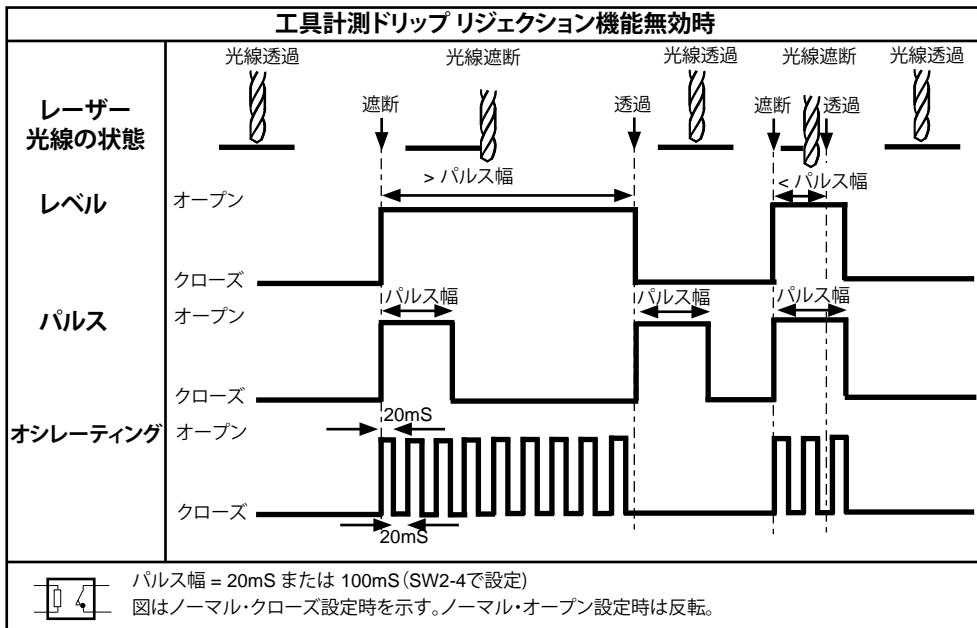 工具計測ドリップ リジェクション機能無効時
光線透過
光線遮断
光線透過
光線遮断
光線透過
レーザー
光線の状態
遮断
透過
遮断
透過
> パルス幅
< パルス幅
レベル
オープン
クローズ
パルス
オープン
パルス幅
パルス幅
パルス幅
クローズ
オシレーティング
オープン
20mS
クローズ
20mS
パルス幅 = 20mS または 100mS(SW2-4で設定)
図はノーマル・クローズ設定時を示す。ノーマル・オープン設定時は反転。